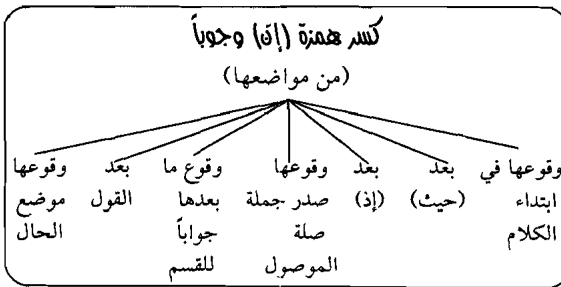 كسر همزة (إنّ) وجوباً
(من مواضعها)
وقوعها في ابتداء الكلام
بعد (حيث)
بعد (إذ)
وقوعها صدر جملة صلة الموصول
وقوع ما بعدها جواباً للقسم
بعد القول
وقوعها موضع الحال